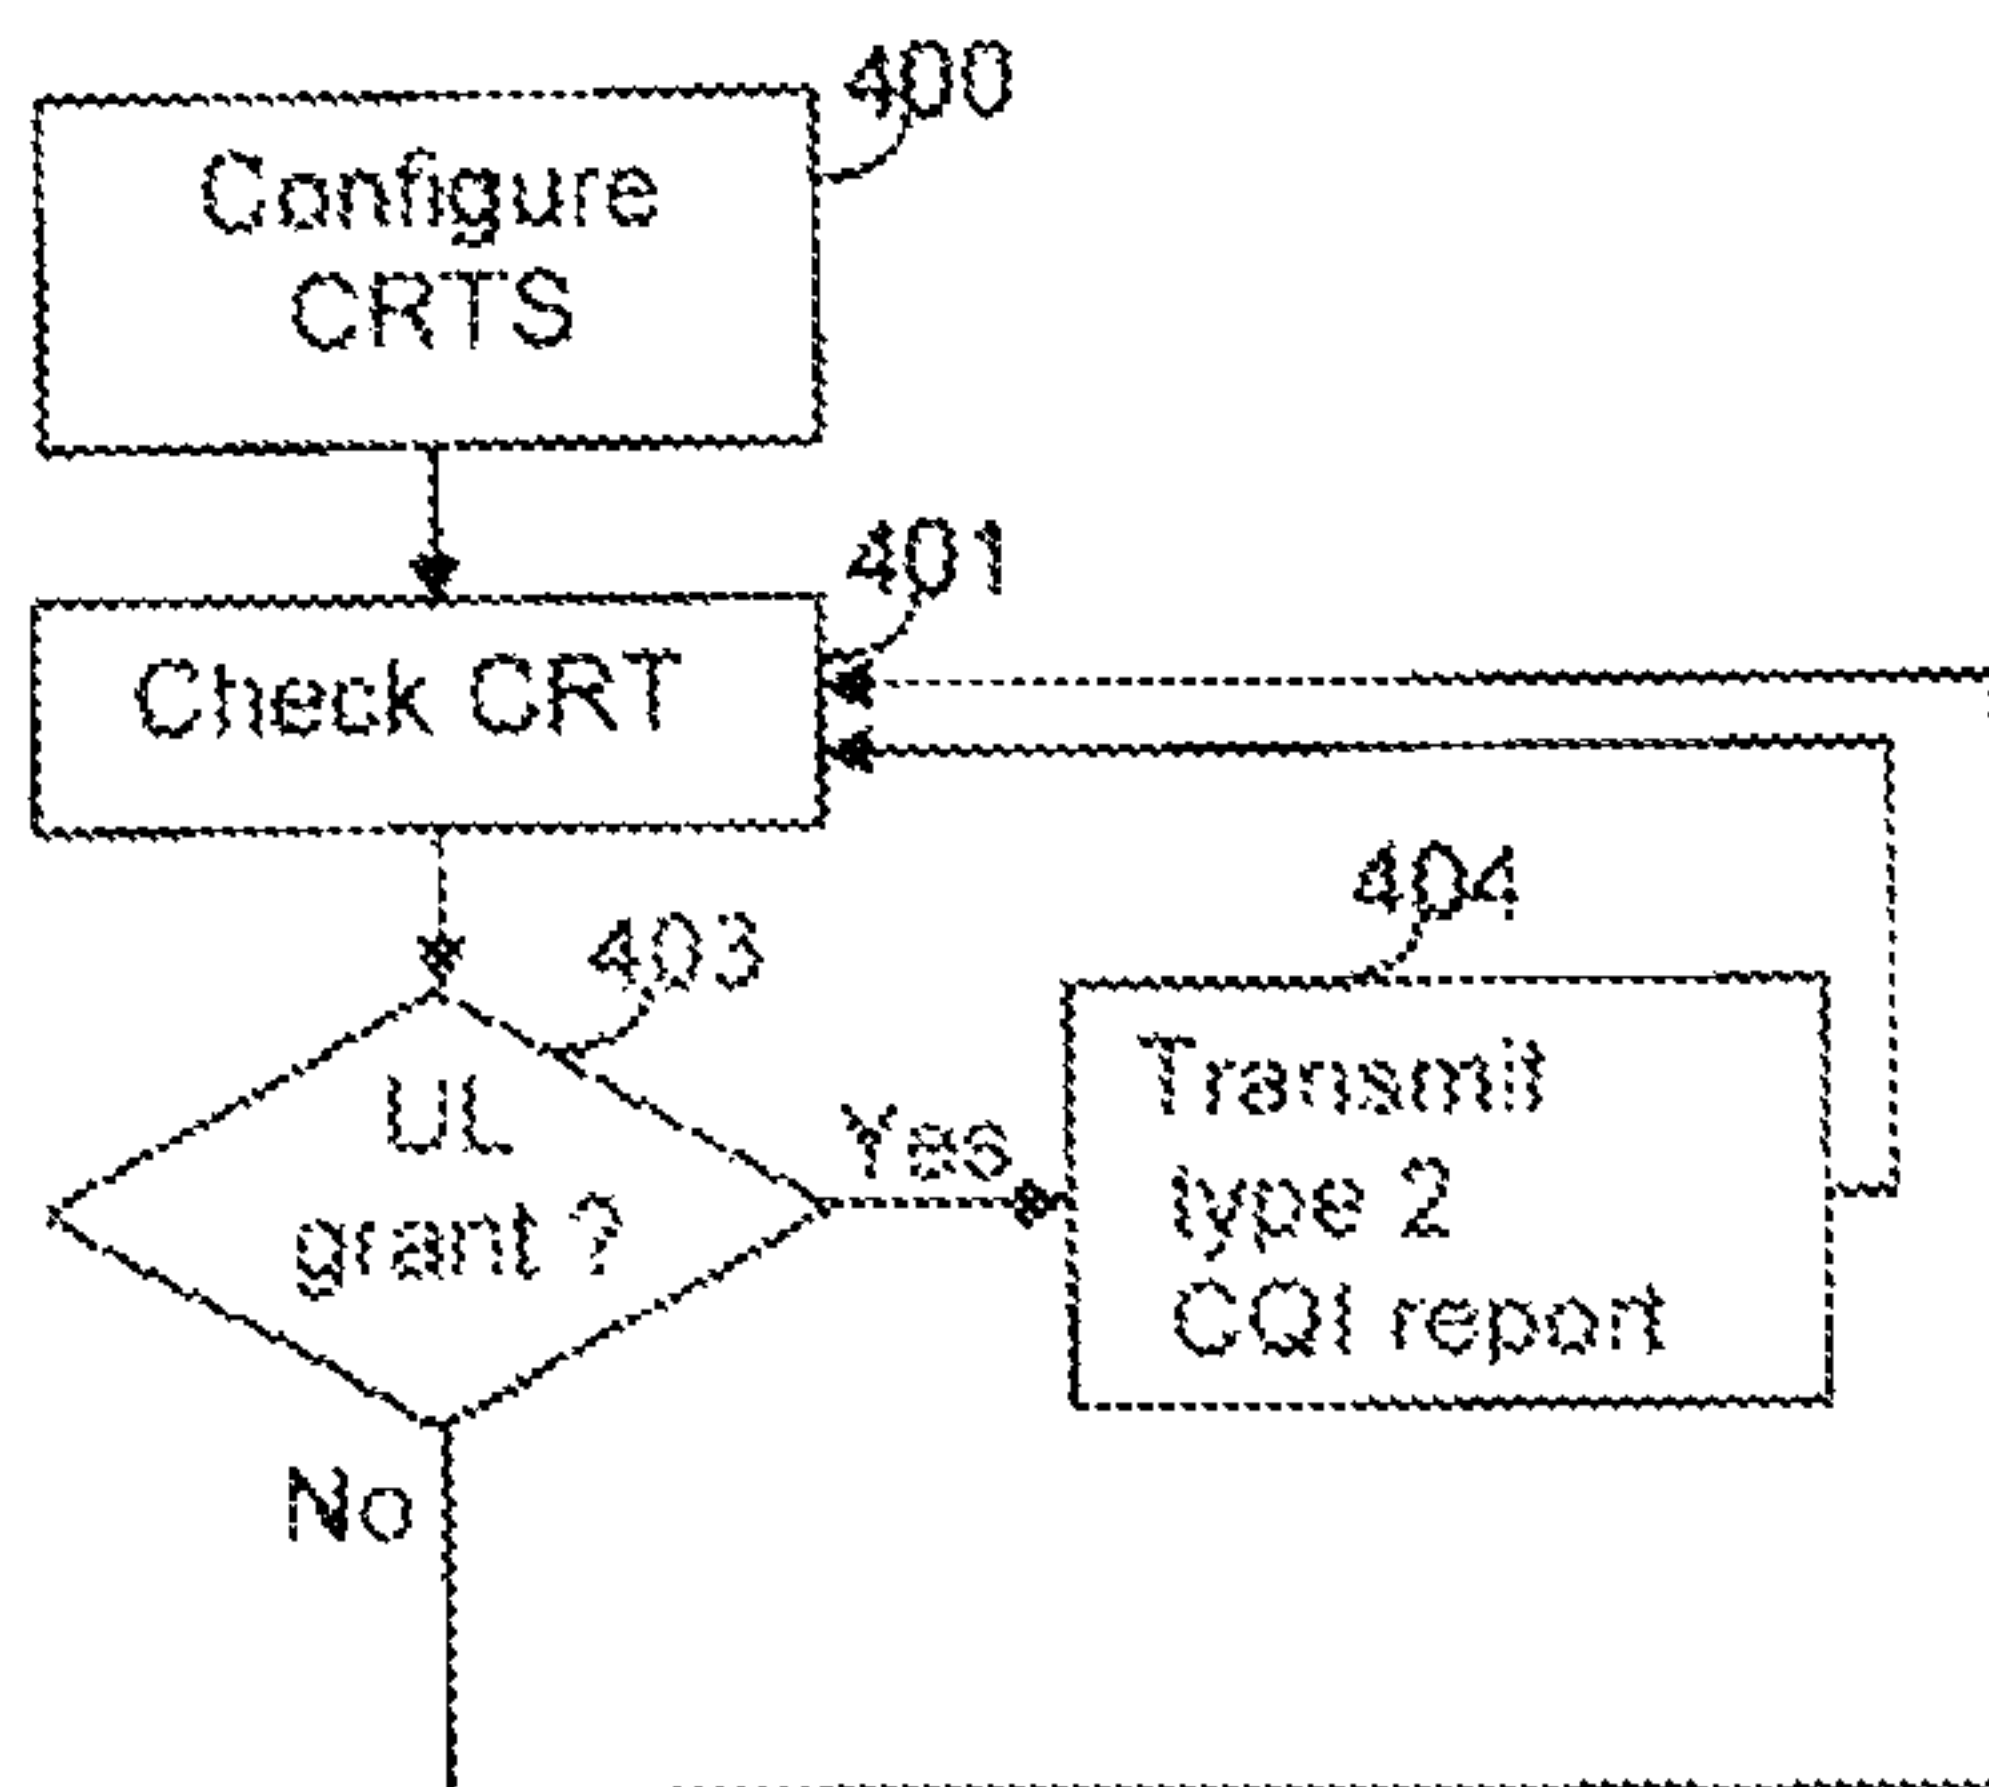 400
Configure
CRTS
401
Check CRT
403
404
UL
grant ?
Yes
Transmit
type 2
CQI report
No